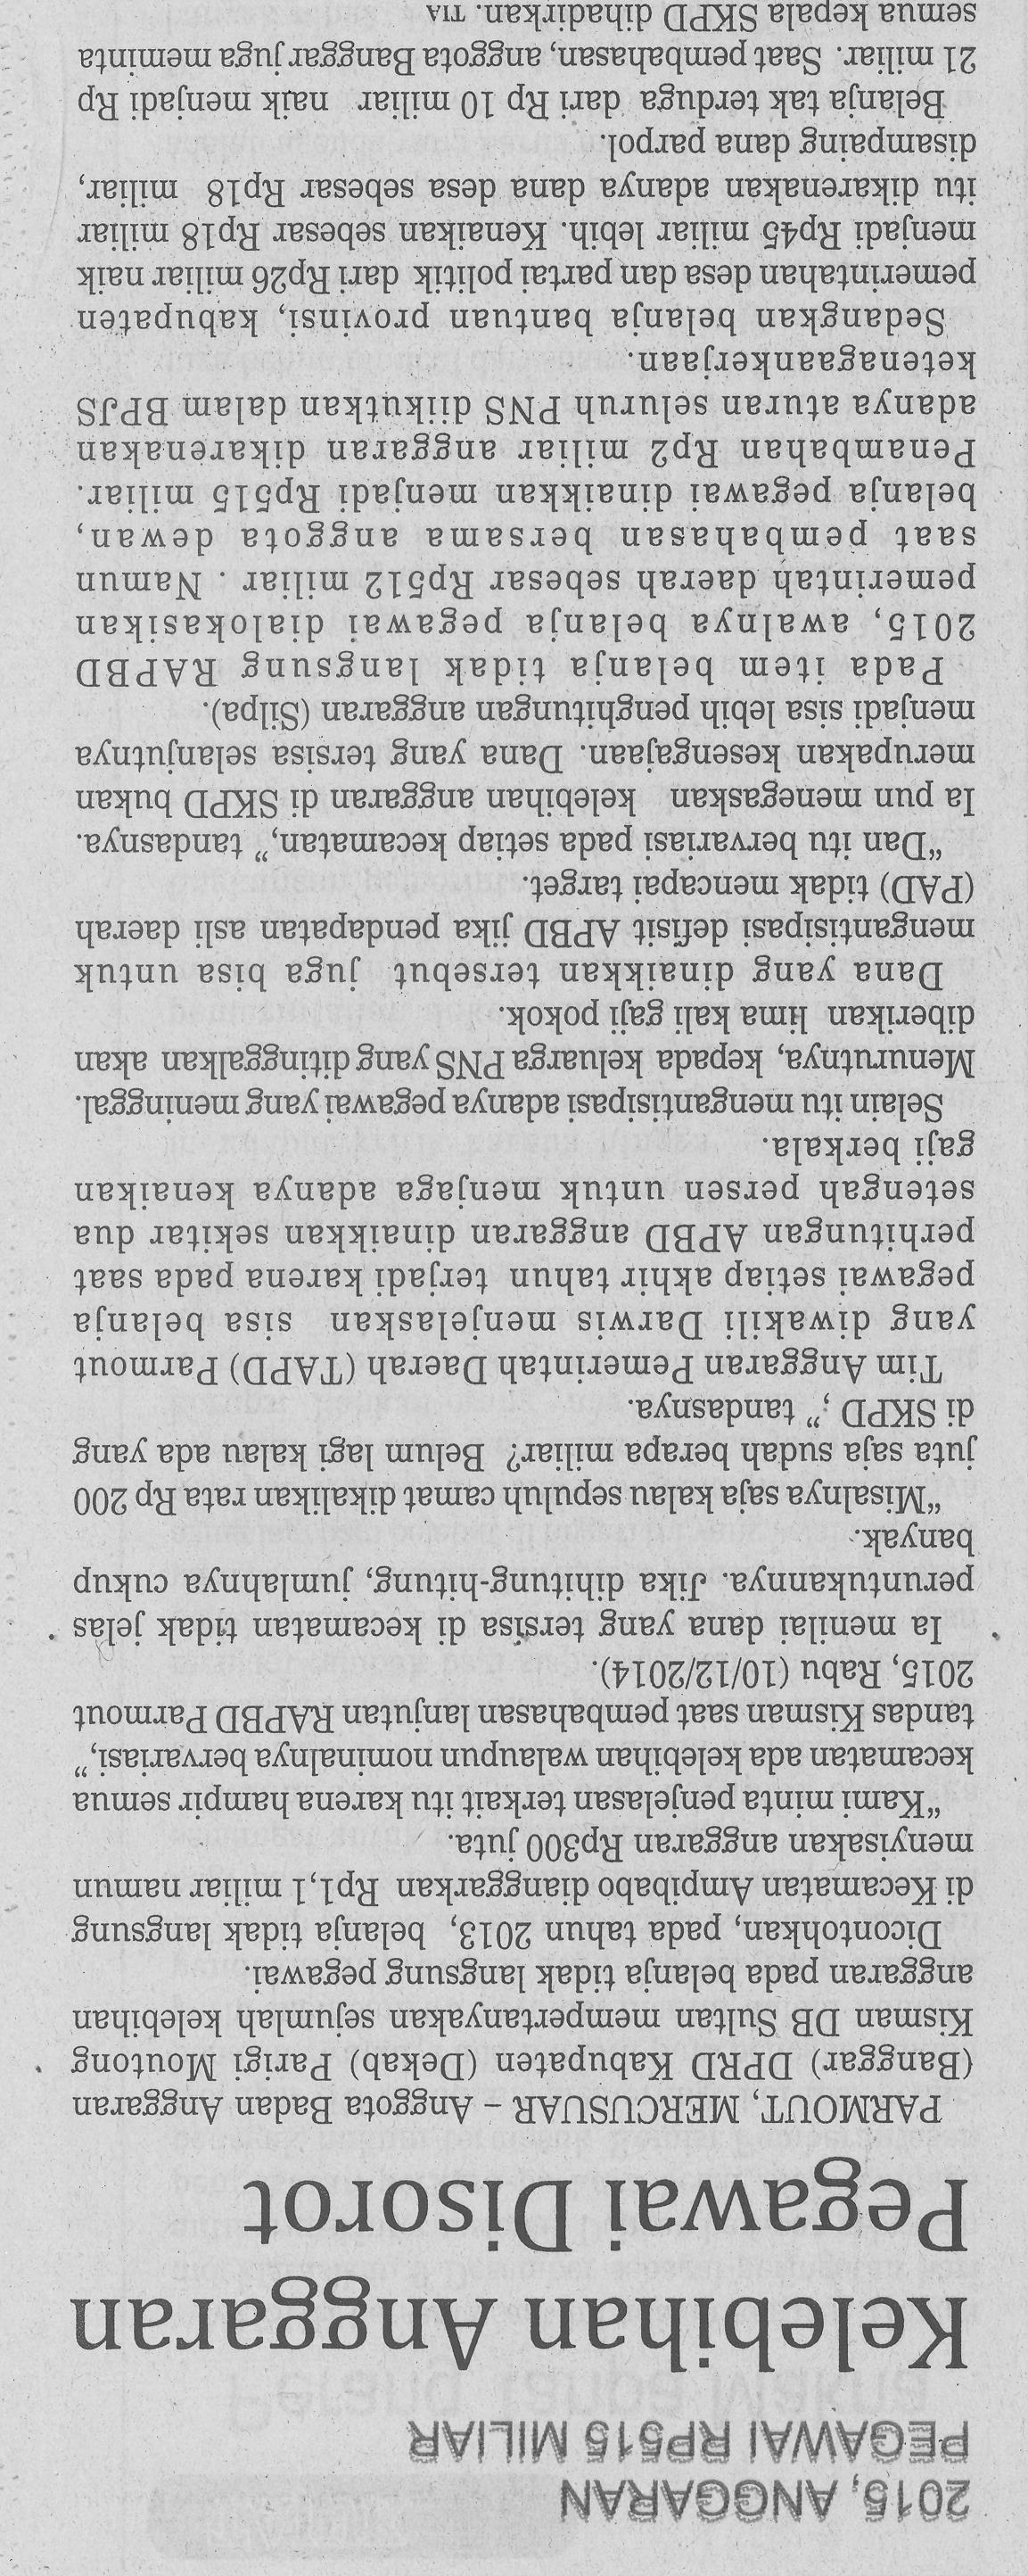 2015, ANGGARAN
PEGAWAI RP515 MILIAR
Kelebihan Anggaran
Pegawai Disorot
PARMOUT, MERCUSUAR – Anggota Badan Anggaran
(Banggar) DPRD Kabupaten (Dekab) Parigi Moutong
Kisman DB Sultan mempertanyakan sejumlah kelebihan
anggaran pada belanja tidak langsung pegawai.
Dicontohkan, pada tahun 2013, belanja tidak langsung
di Kecamatan Ampibabo dianggarkan Rp1,1 miliar namun
menyisakan anggaran Rp300 juta.
“Kami minta penjelasan terkait itu karena hampir semua
kecamatan ada kelebihan walaupun nominalnya bervariasi,”
tandas Kisman saat pembahasan lanjutan RAPBD Parmout
2015, Rabu (10/12/2014).
Ia menilai dana yang tersisa di kecamatan tidak jelas
peruntukannya. Jika dihitung-hitung, jumlahnya cukup
banyak.
“Misalnya saja kalau sepuluh camat dikalikan rata Rp 200
juta saja sudah berapa miliar? Belum lagi kalau ada yang
di SKPD ,” tandasnya.
Tim Anggaran Pemerintah Daerah (TAPD) Parmout
yang diwakili Darwis menjelaskan sisa belanja
pegawai setiap akhir tahun terjadi karena pada saat
perhitungan APBD anggaran dinaikkan sekitar dua
setengah persen untuk menjaga adanya kenaikan
gaji berkala.
Selain itu mengantisipasi adanya pegawai yang meninggal.
Menurutnya, kepada keluarga PNS yang ditinggalkan akan
diberikan lima kali gaji pokok.
Dana yang dinaikkan tersebut juga bisa untuk
mengantisipasi defisit APBD jika pendapatan asli daerah
(PAD) tidak mencapai target.
“Dan itu bervariasi pada setiap kecamatan,” tandasnya.
Ia pun menegaskan kelebihan anggaran di SKPD bukan
merupakan kesengajaan. Dana yang tersisa selanjutnya
menjadi sisa lebih penghitungan anggaran (Silpa).
Pada item belanja tidak langsung RAPBD
2015, awalnya belanja pegawai dialokasikan
pemerintah daerah sebesar Rp512 miliar . Namun
saat pembahasan bersama anggota dewan,
belanja pegawai dinaikkan menjadi Rp515 miliar.
Penambahan Rp2 miliar anggaran dikarenakan
adanya aturan seluruh PNS diikutkan dalam BPJS
ketenagaankerjaan.
Sedangkan belanja bantuan provinsi, kabupaten
pemerintahan desa dan partai politik dari Rp26 miliar naik
menjadi Rp45 miliar lebih. Kenaikan sebesar Rp18 miliar
itu dikarenakan adanya dana desa sebesar Rp18 miliar,
disampaing dana parpol.
Belanja tak terduga dari Rp 10 miliar naik menjadi Rp
21 miliar. Saat pembahasan, anggota Banggar juga meminta
semua kepala SKPD dihadirkan. TIA